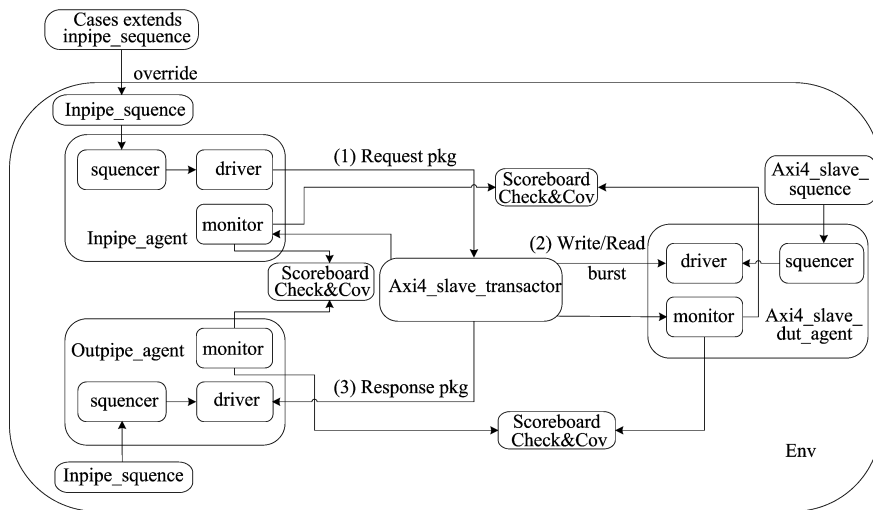 Cases extends
inpipe_sequence
override
Inpipe_squence
squencer
driver
(1) Request pkg
monitor
Inpipe_agent
Scoreboard
Check&Cov
Axi4_slave_
squence
Scoreboard
Check&Cov
Axi4_slave_transactor
(2) Write/Read
burst
driver
squencer
monitor
Axi4_slave_
dut_agent
Outpipe_agent
monitor
squencer
driver
(3) Response pkg
Scoreboard
Check&Cov
Inpipe_squence
Env